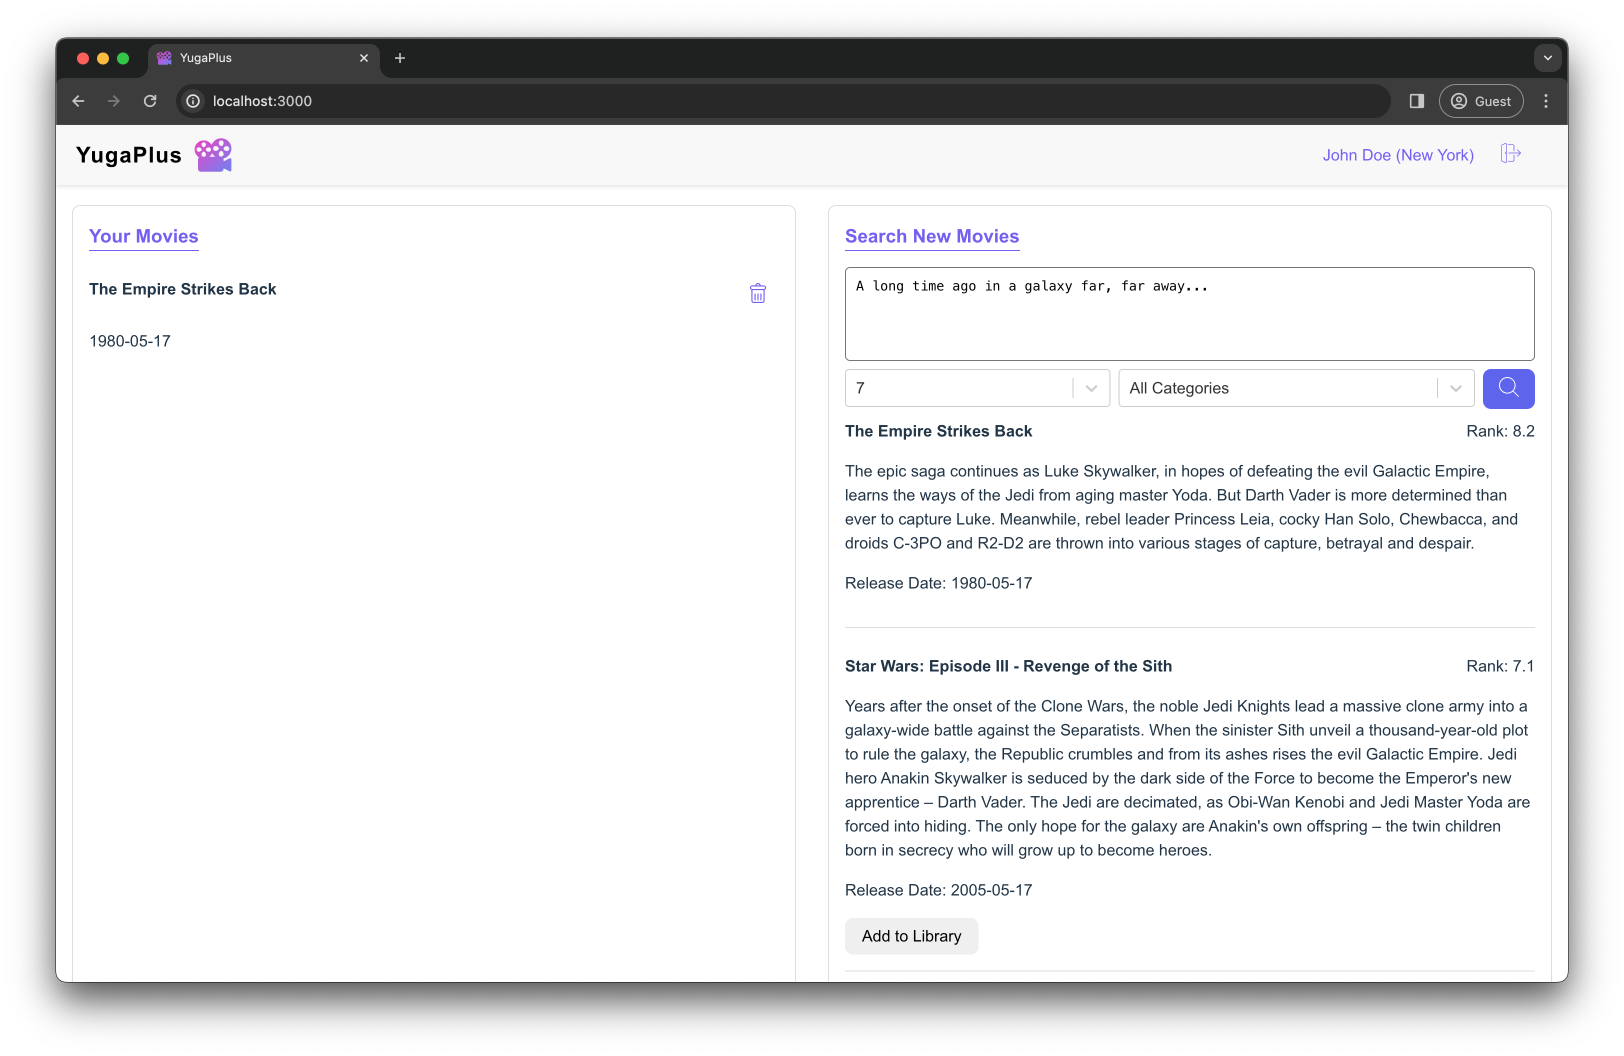 YugaPlus
localhost:3000
Guest
YugaPlus
John Doe (New York)
Your Movies
The Empire Strikes Back
1980-05-17
Search New Movies
A long time ago in a galaxy far, far away...
7
All Categories
The Empire Strikes Back
Rank: 8.2
The epic saga continues as Luke Skywalker, in hopes of defeating the evil Galactic Empire,
learns the ways of the Jedi from aging master Yoda. But Darth Vader is more determined than
ever to capture Luke. Meanwhile, rebel leader Princess Leia, cocky Han Solo, Chewbacca, and
droids C-3PO and R2-D2 are thrown into various stages of capture, betrayal and despair.
Release Date: 1980-05-17
Star Wars: Episode III - Revenge of the Sith
Rank: 7.1
Years after the onset of the Clone Wars, the noble Jedi Knights lead a massive clone army into a
galaxy-wide battle against the Separatists. When the sinister Sith unveil a thousand-year-old plot
to rule the galaxy, the Republic crumbles and from its ashes rises the evil Galactic Empire. Jedi
hero Anakin Skywalker is seduced by the dark side of the Force to become the Emperor's new
apprentice – Darth Vader. The Jedi are decimated, as Obi-Wan Kenobi and Jedi Master Yoda are
forced into hiding. The only hope for the galaxy are Anakin's own offspring – the twin children
born in secrecy who will grow up to become heroes.
Release Date: 2005-05-17
Add to Library